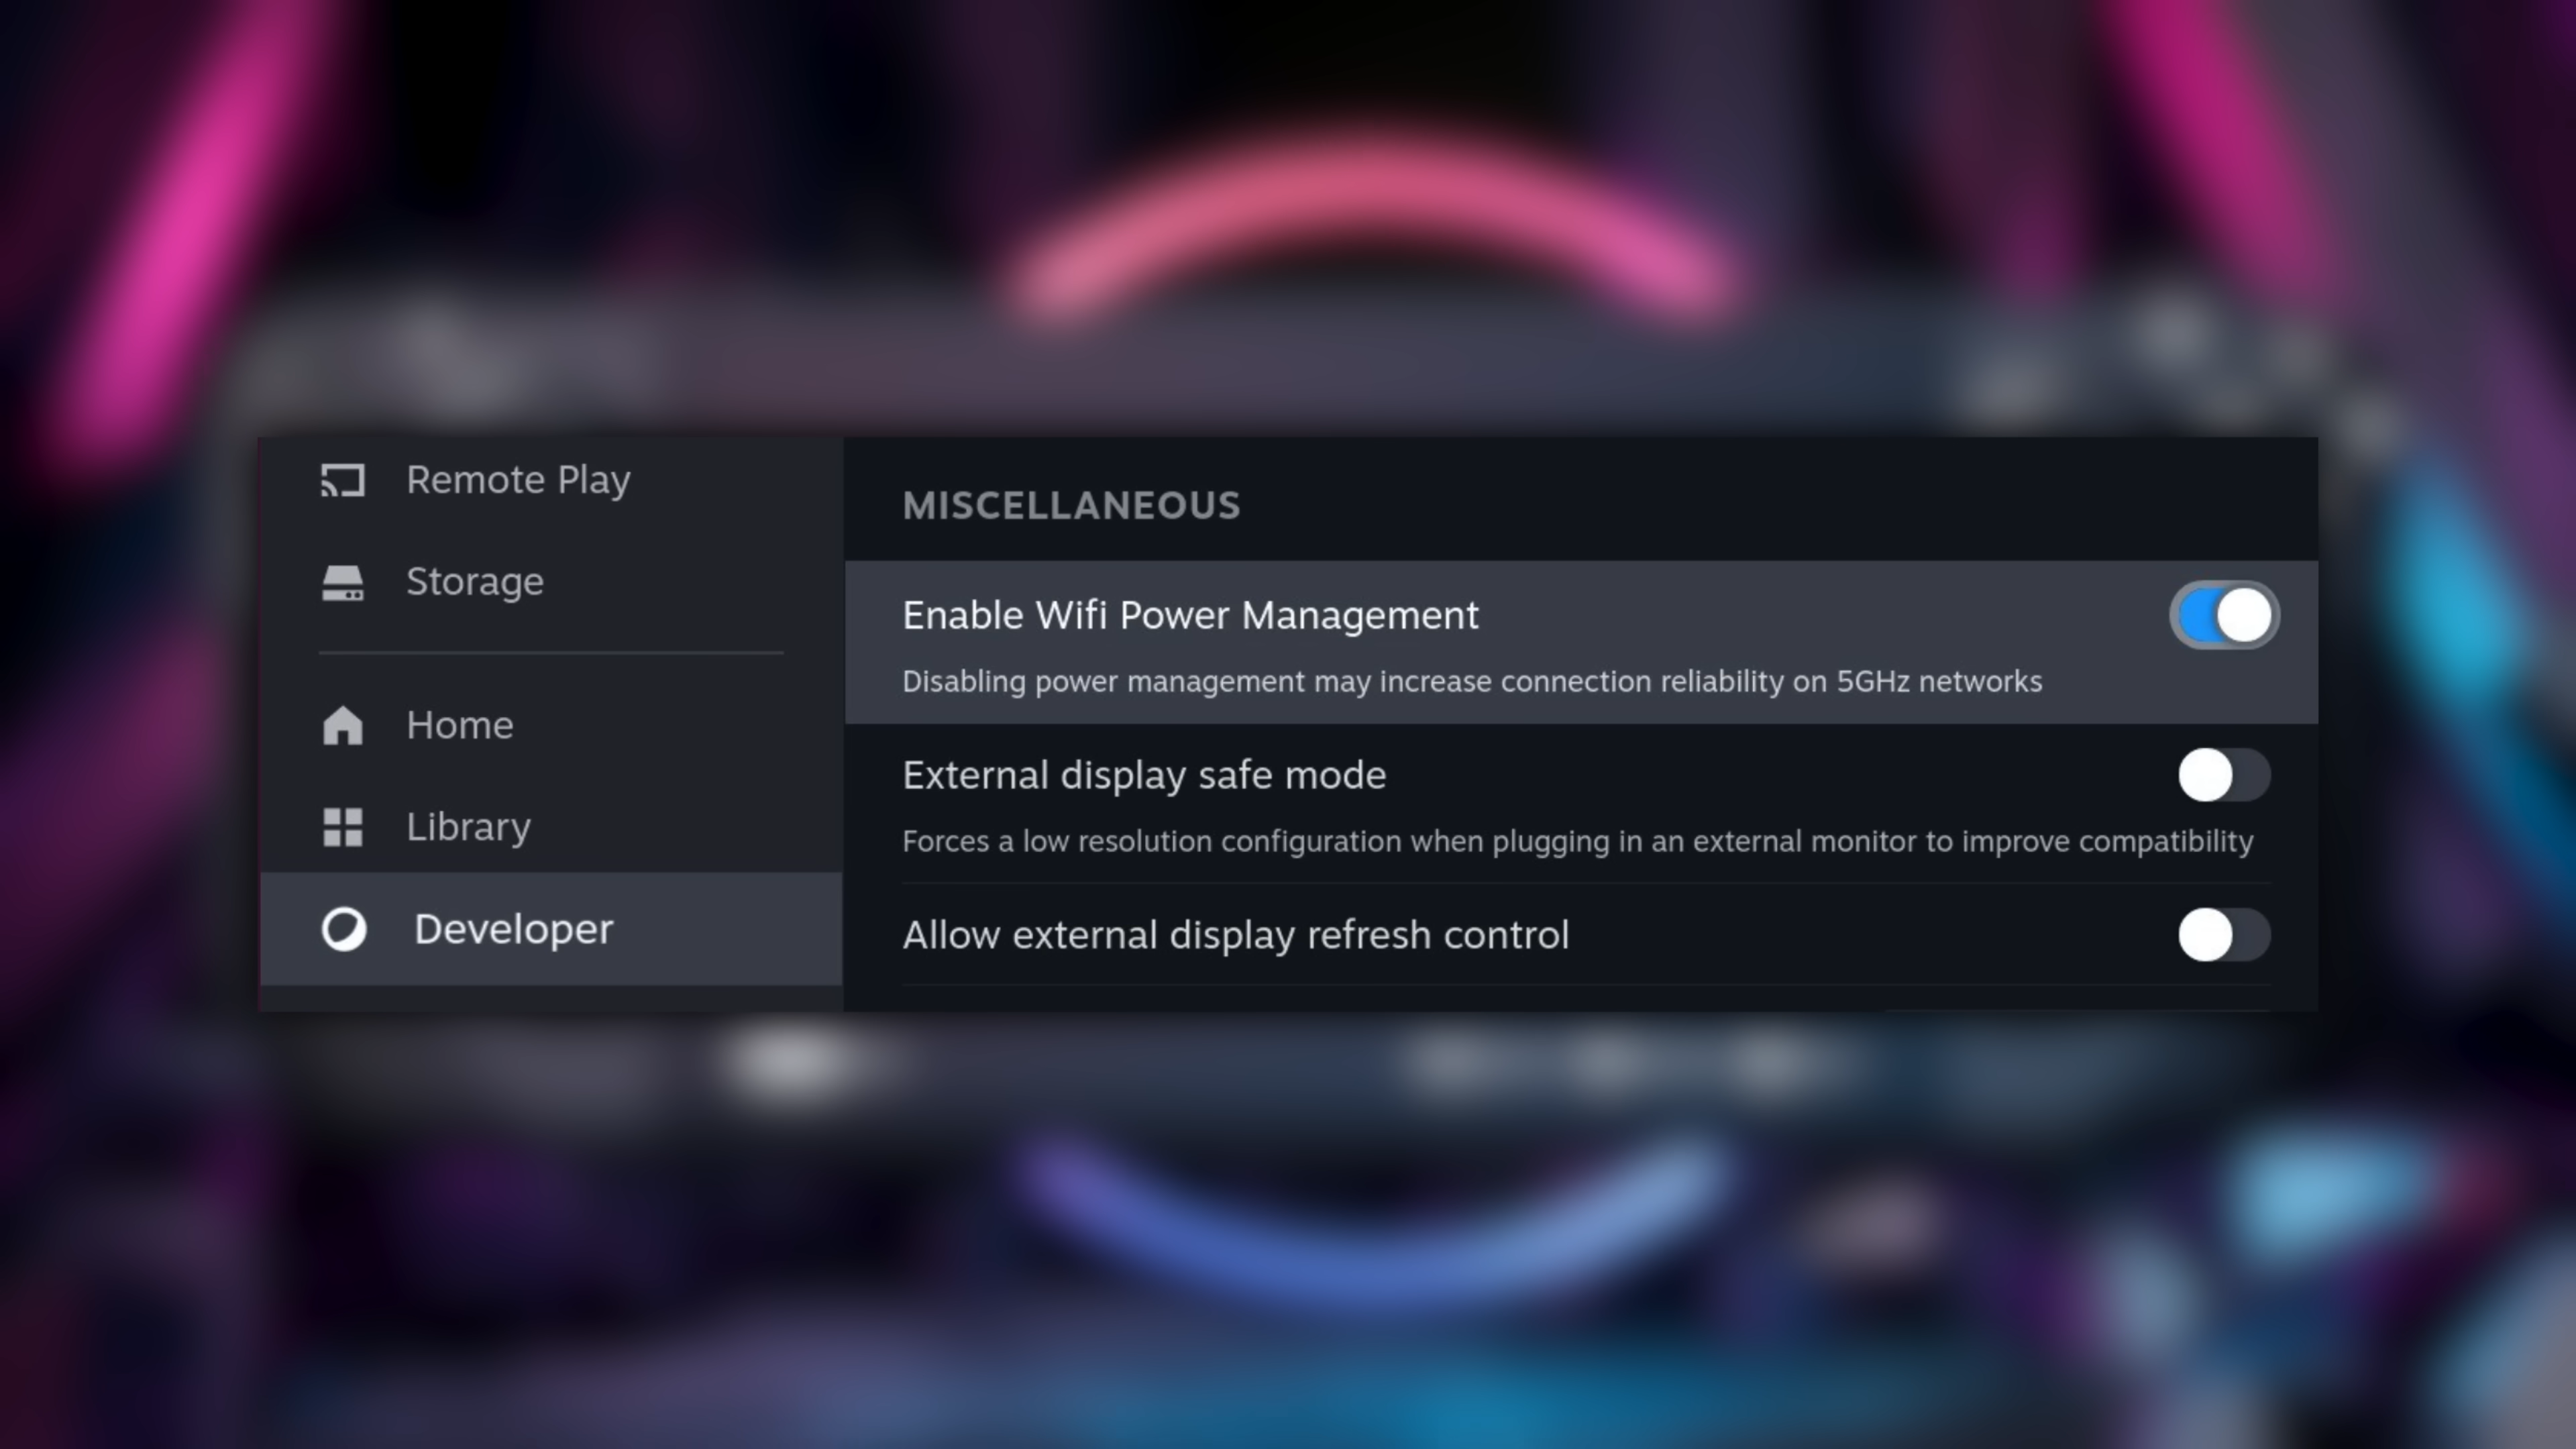 Remote Play
Storage
Home
Library
Developer
MISCELLANEOUS
Enable Wifi Power Management
Disabling power management may increase connection reliability on 5GHz networks
External display safe mode
Forces a low resolution configuration when plugging in an external monitor to improve compatibility
Allow external display refresh control